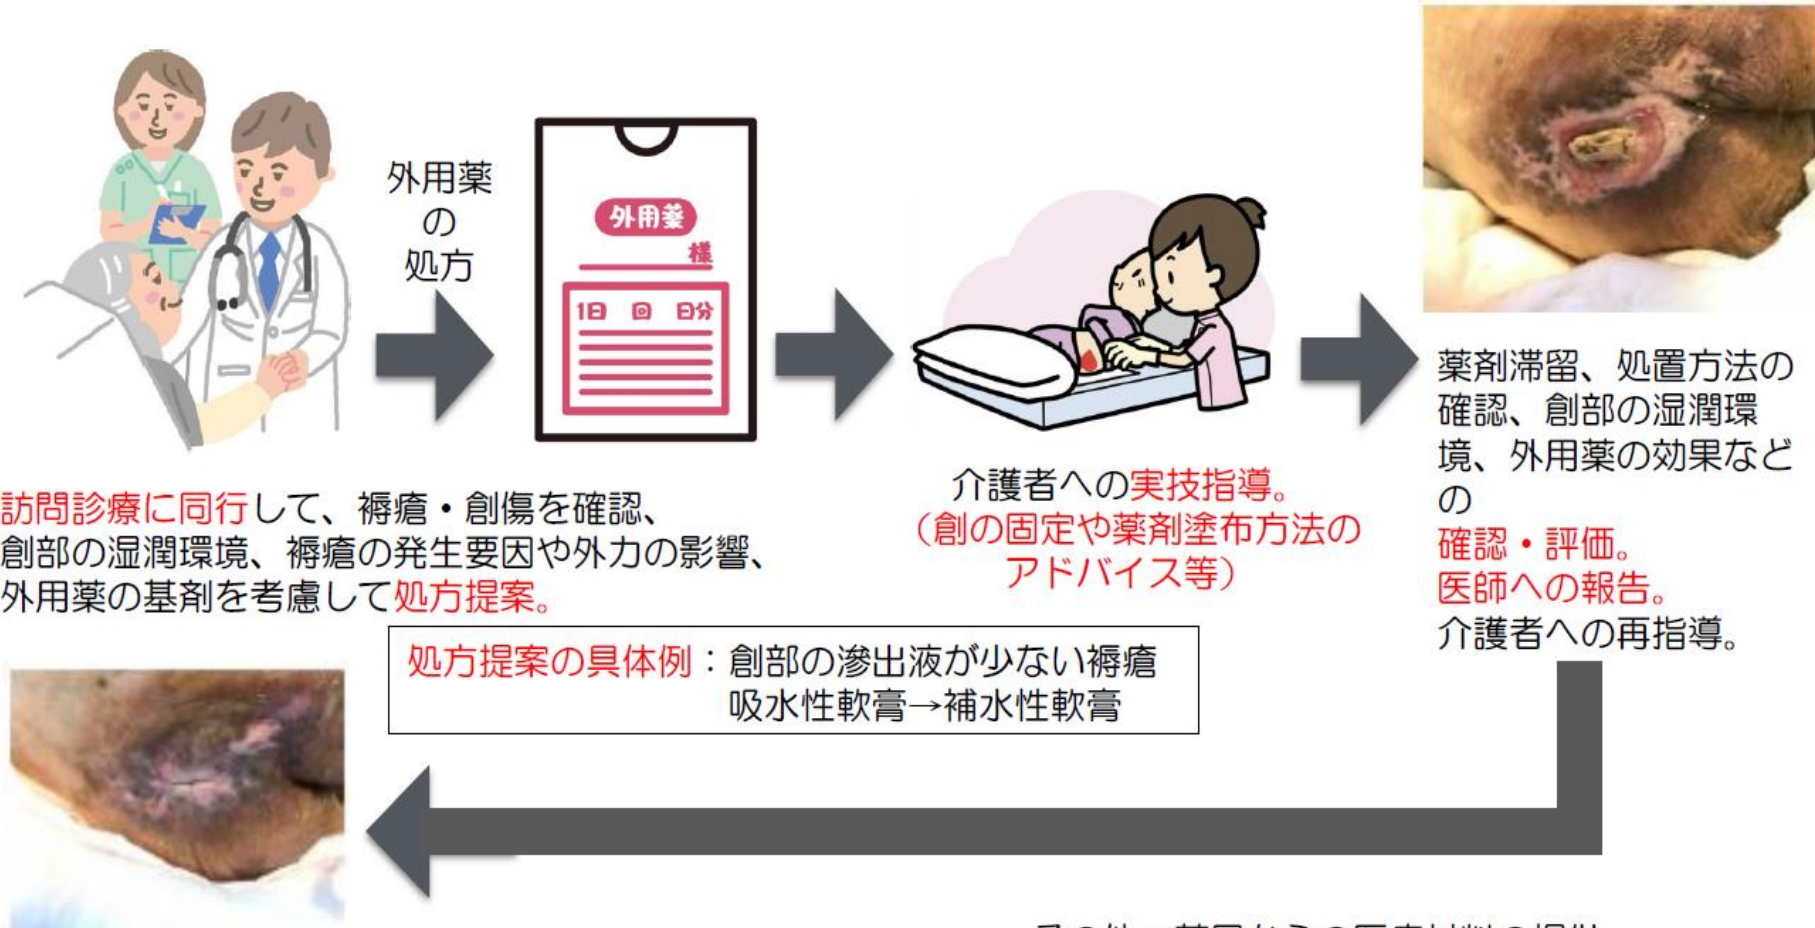 外用薬
の
処方
外用薬
様
1日 回 日分
訪問診療に同行して、褥瘡・創傷を確認、
創部の湿潤環境、褥瘡の発生要因や外力の影響、
外用薬の基剤を考慮して処方提案。
介護者への実技指導。
（創の固定や薬剤塗布方法の
アドバイス等）
薬剤滞留、処置方法の
確認、創部の湿潤環
境、外用薬の効果など
の
確認・評価。
医師への報告。
介護者への再指導。
処方提案の具体例：創部の滲出液が少ない褥瘡
吸水性軟膏→補水性軟膏